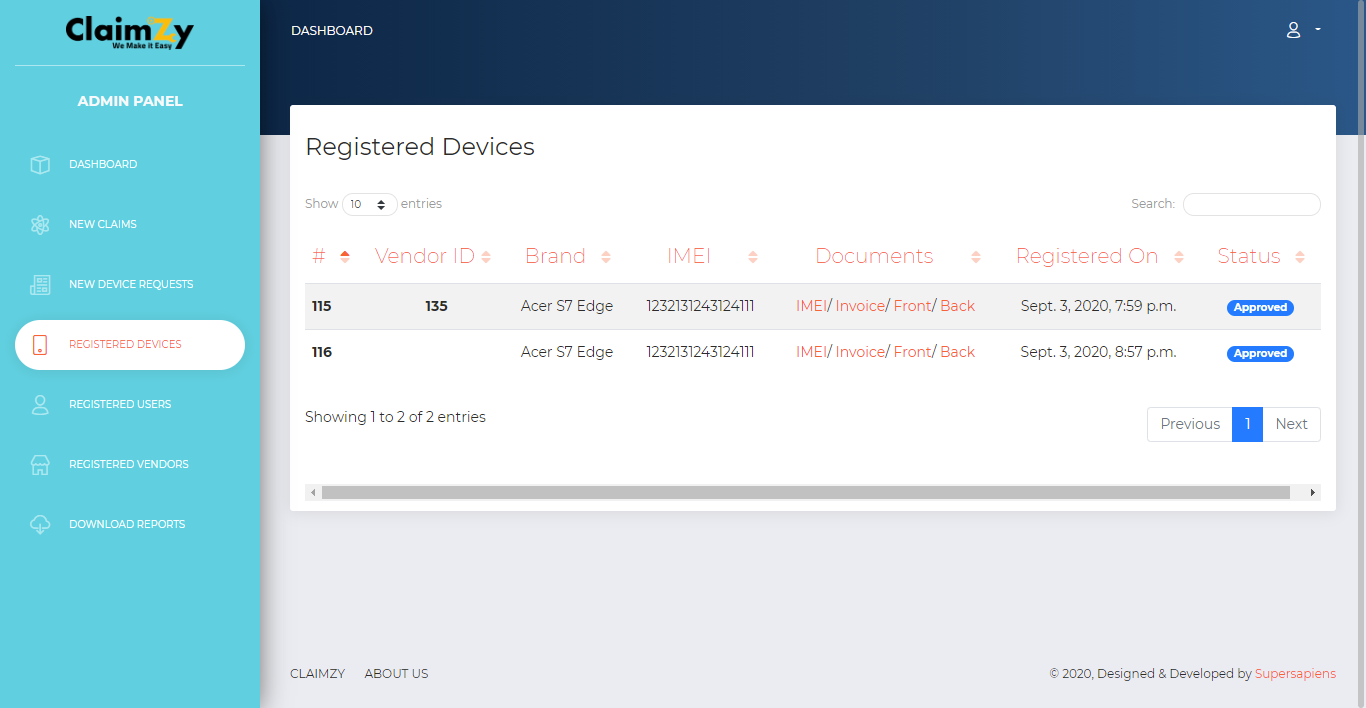 ClaimZy
We Make it Easy
ADMIN PANEL
DASHBOARD
NEW CLAIMS
NEW DEVICE REQUESTS
REGISTERED DEVICES
REGISTERED USERS
REGISTERED VENDORS
DOWNLOAD REPORTS
DASHBOARD
Registered Devices
Show 10 entries Search:
# Vendor ID Brand IMEI Documents Registered On Status
115 135 Acer S7 Edge 1232131243124111 IMEI/ Invoice/ Front/ Back Sept. 3, 2020, 7:59 p.m. Approved
116 Acer S7 Edge 1232131243124111 IMEI/ Invoice/ Front/ Back Sept. 3, 2020, 8:57 p.m. Approved
Showing 1 to 2 of 2 entries Previous 1 Next
CLAIMZY ABOUT US © 2020, Designed & Developed by Supersapiens